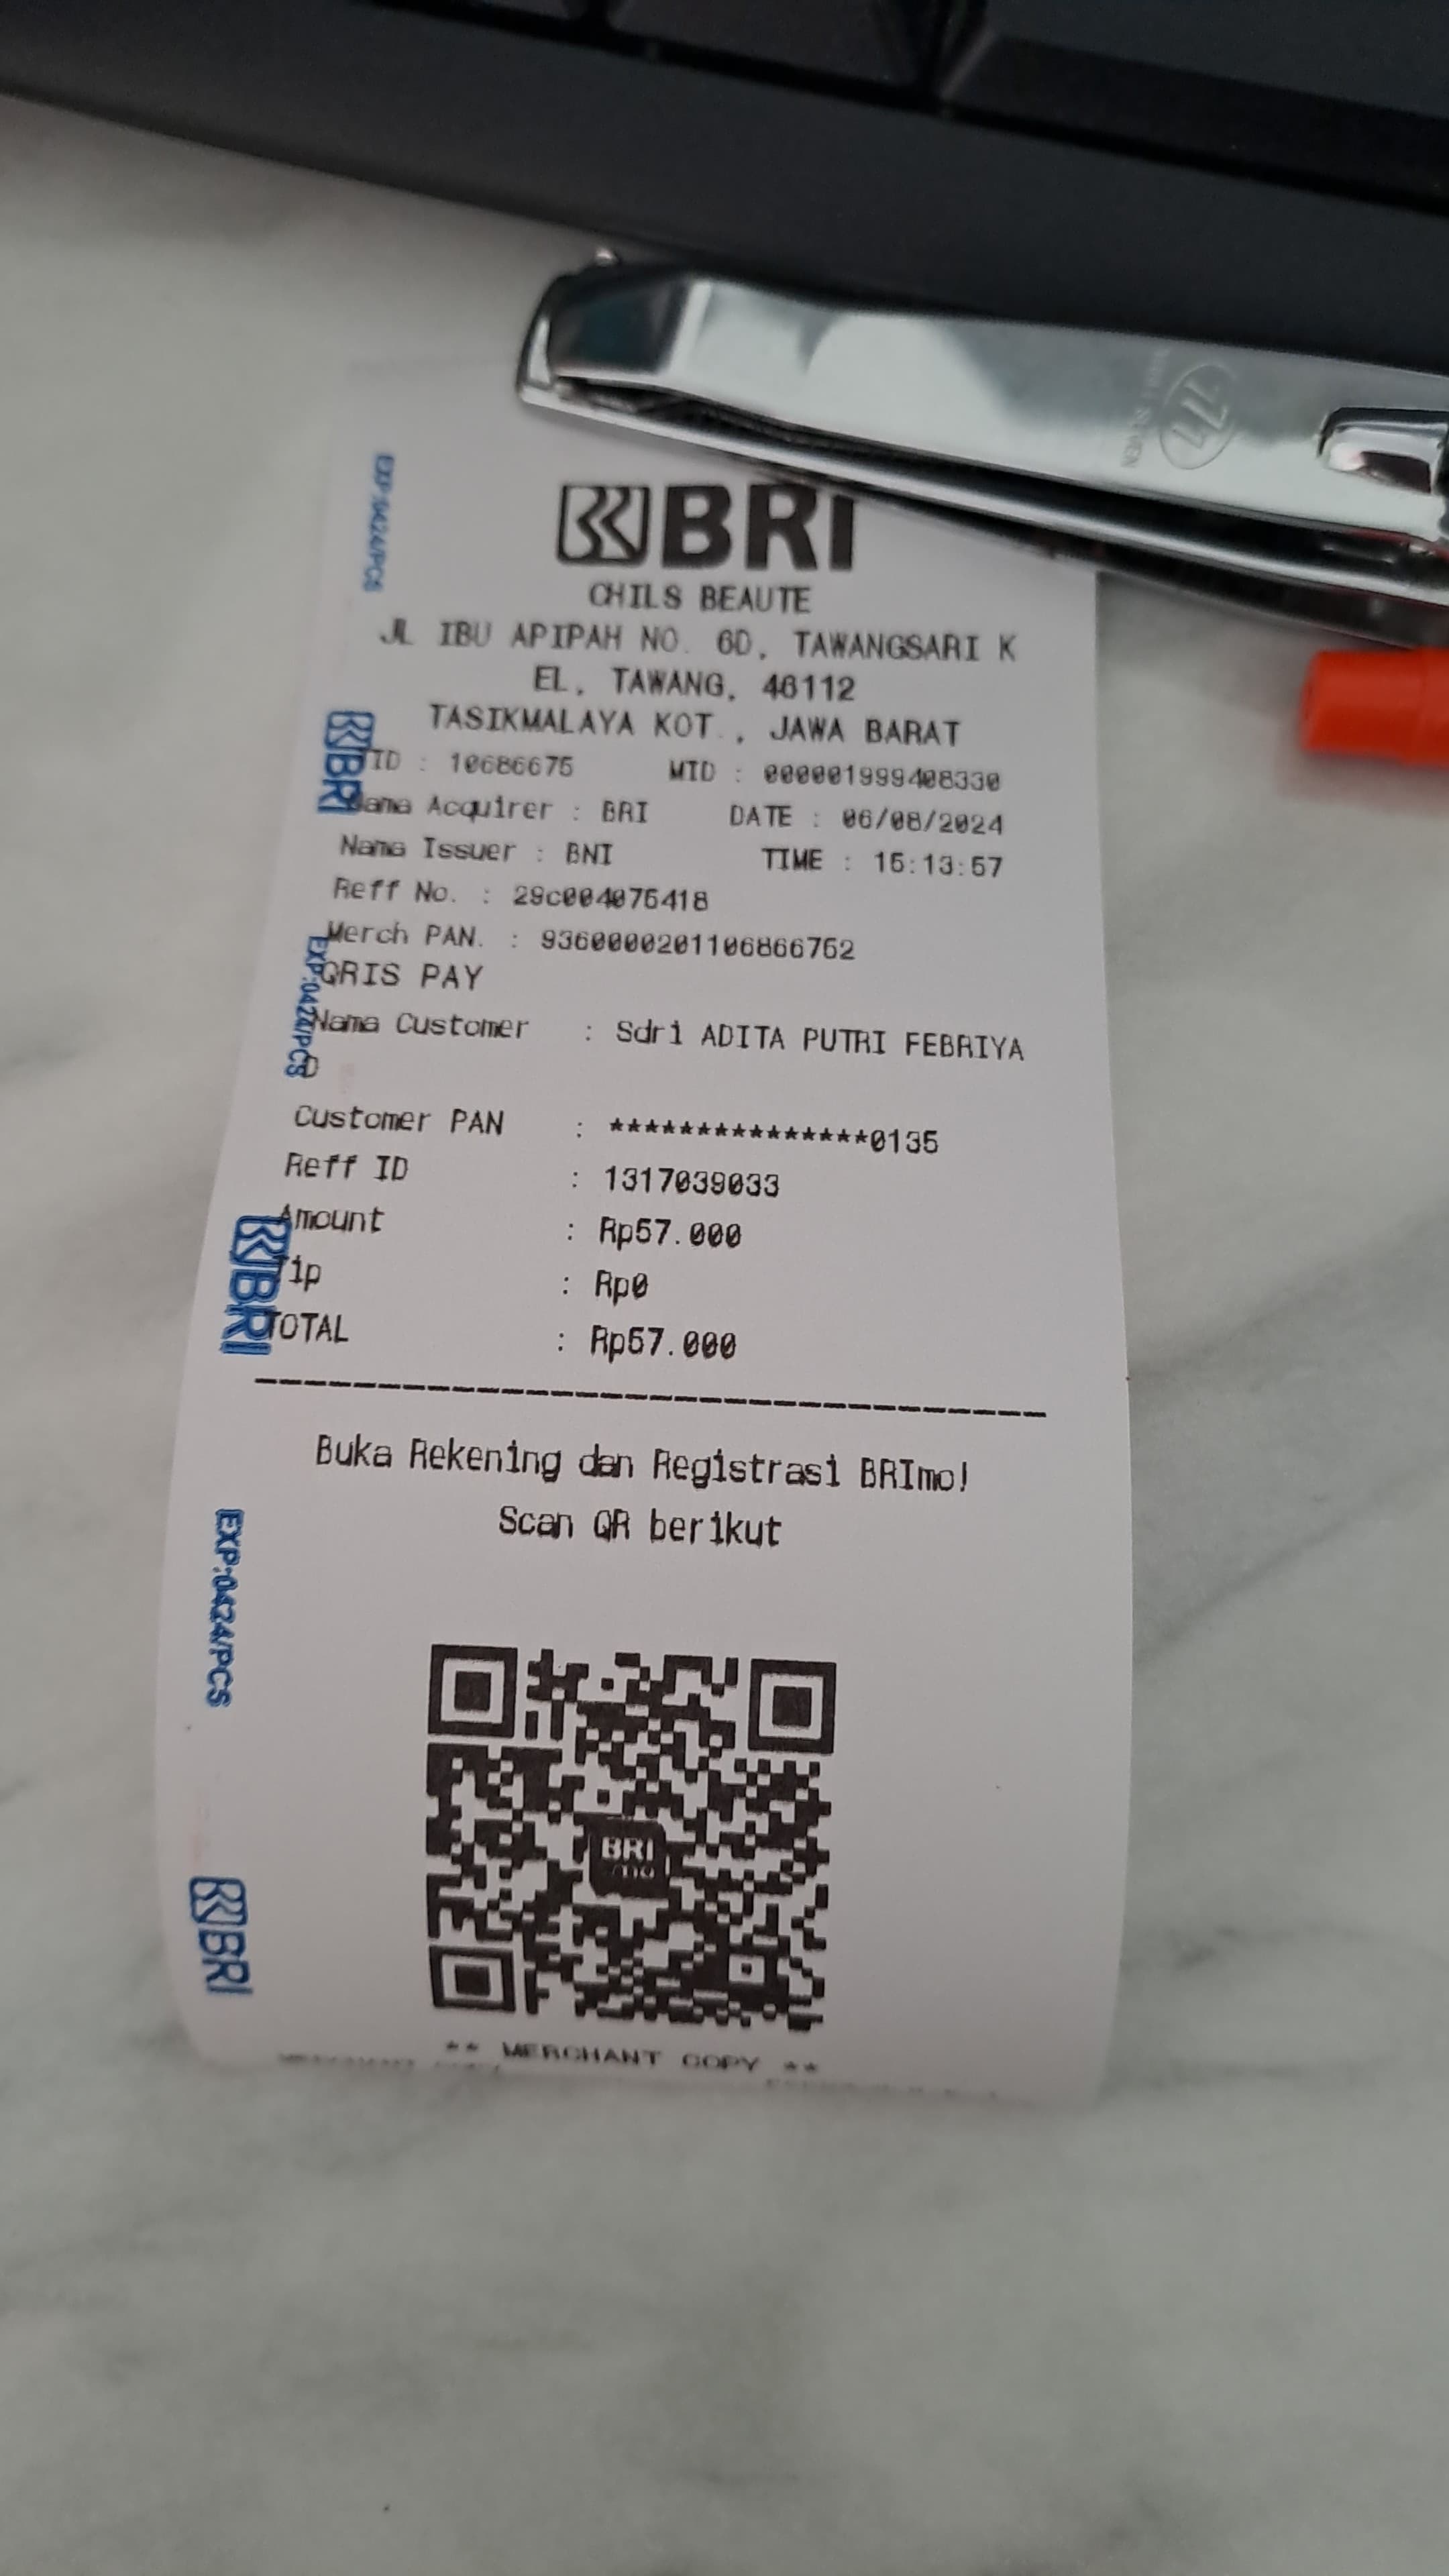 BRI
CHILS BEAUTE
JL IBU APIPAH NO. 6D, TAWANGSARI K
EL, TAWANG, 46112
TASIKMALAYA KOT., JAWA BARAT
TID : 10686675 MID : 000001999408330
Nama Acquirer : BRI DATE : 06/08/2024
Nama Issuer : BNI TIME : 15:13:57
Reff No. : 29c004075418
Merch PAN. : 9360000201106866752
QRIS PAY
Nama Customer : Sdri ADITA PUTRI FEBRIYA
D
Customer PAN : ***************0135
Reff ID : 1317039033
Amount : Rp57.000
Tip : Rp0
TOTAL : Rp57.000
Buka Rekening dan Registrasi BRImo!
Scan QR berikut
BRI
mo
** MERCHANT COPY **
EXP:0424/PCS
BRI
EXP:0424/PCS
BRI
EXP:0424/PCS
BRI
777